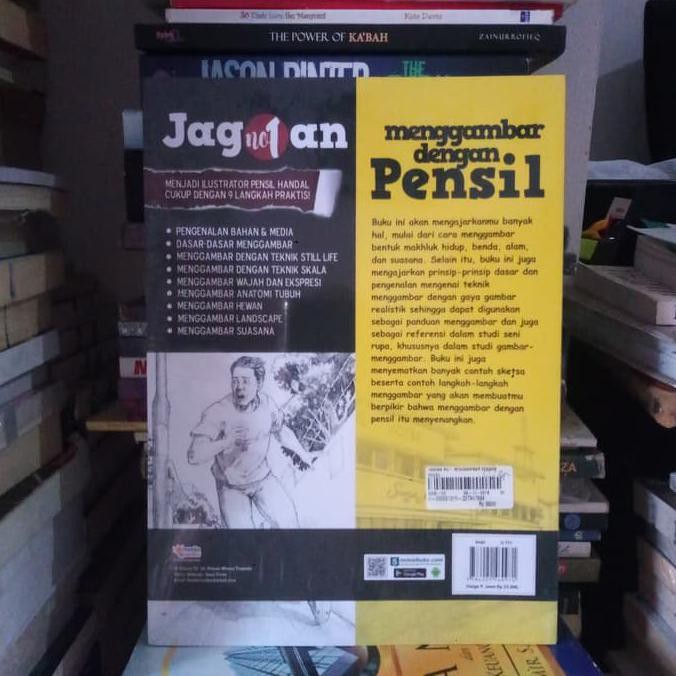 THE POWER OF KA'BAH
ZAINURROFIEQ
JASON PINTER
THE
Jag no1 an
MENJADI ILUSTRATOR PENSIL HANDAL
CUKUP DENGAN 9 LANGKAH PRAKTIS!
• PENGENALAN BAHAN & MEDIA
• DASAR-DASAR MENGGAMBAR
• MENGGAMBAR DENGAN TEKNIK STILL LIFE
• MENGGAMBAR DENGAN TEKNIK SKALA
• MENGGAMBAR WAJAH DAN EKSPRESI
• MENGGAMBAR ANATOMI TUBUH
• MENGGAMBAR HEWAN
• MENGGAMBAR LANDSCAPE
• MENGGAMBAR SUASANA
menggambar
dengan
Pensil
Buku ini akan mengajarkanmu banyak
hal, mulai dari cara menggambar
bentuk makhluk hidup, benda, alam,
dan suasana. Selain itu, buku ini juga
mengajarkan prinsip-prinsip dasar dan
pengenalan mengenai teknik
menggambar dengan gaya gambar
realistik sehingga dapat digunakan
sebagai panduan menggambar dan juga
sebagai referensi dalam studi seni
rupa, khususnya dalam studi gambar-
menggambar. Buku ini juga
menyematkan banyak contoh sketsa
beserta contoh langkah-langkah
menggambar yang akan membuatmu
berpikir bahwa menggambar dengan
pensil itu menyenangkan.
ZA
KEUANG